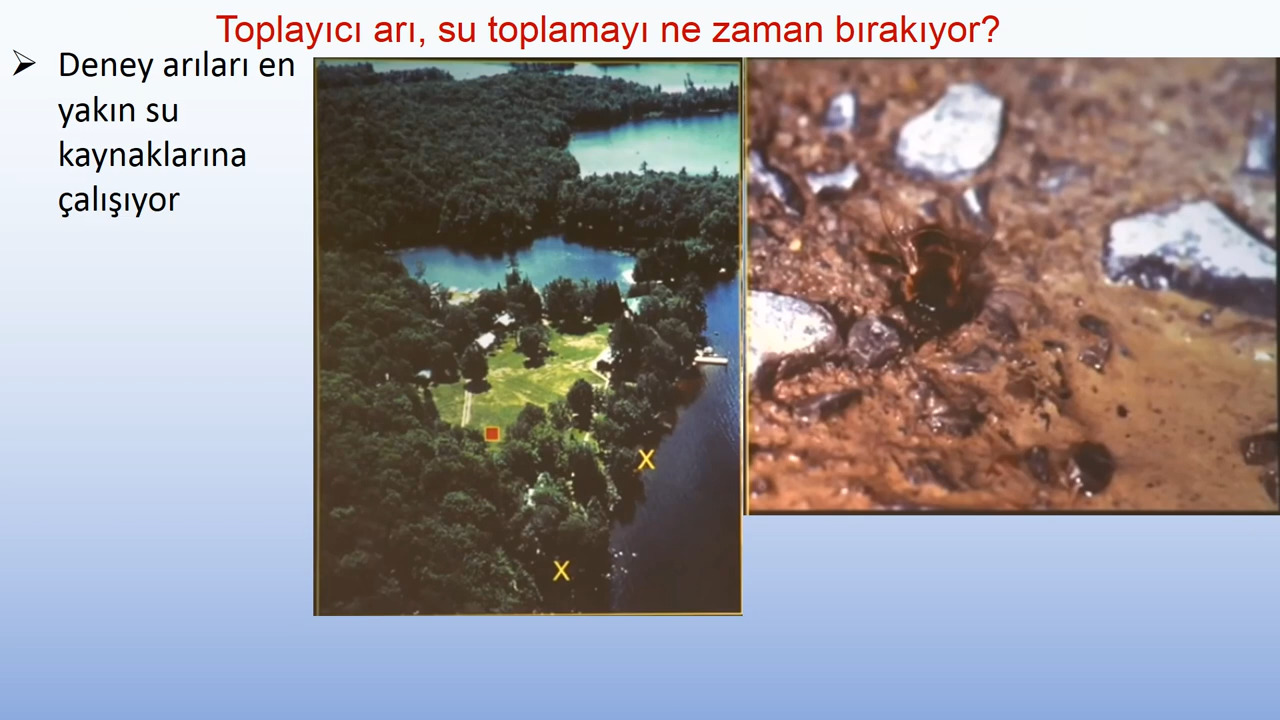 Toplayıcı arı, su toplamayı ne zaman bırakıyor?
➢ Deney arıları en
yakın su
kaynaklarına
çalışıyor
X
X